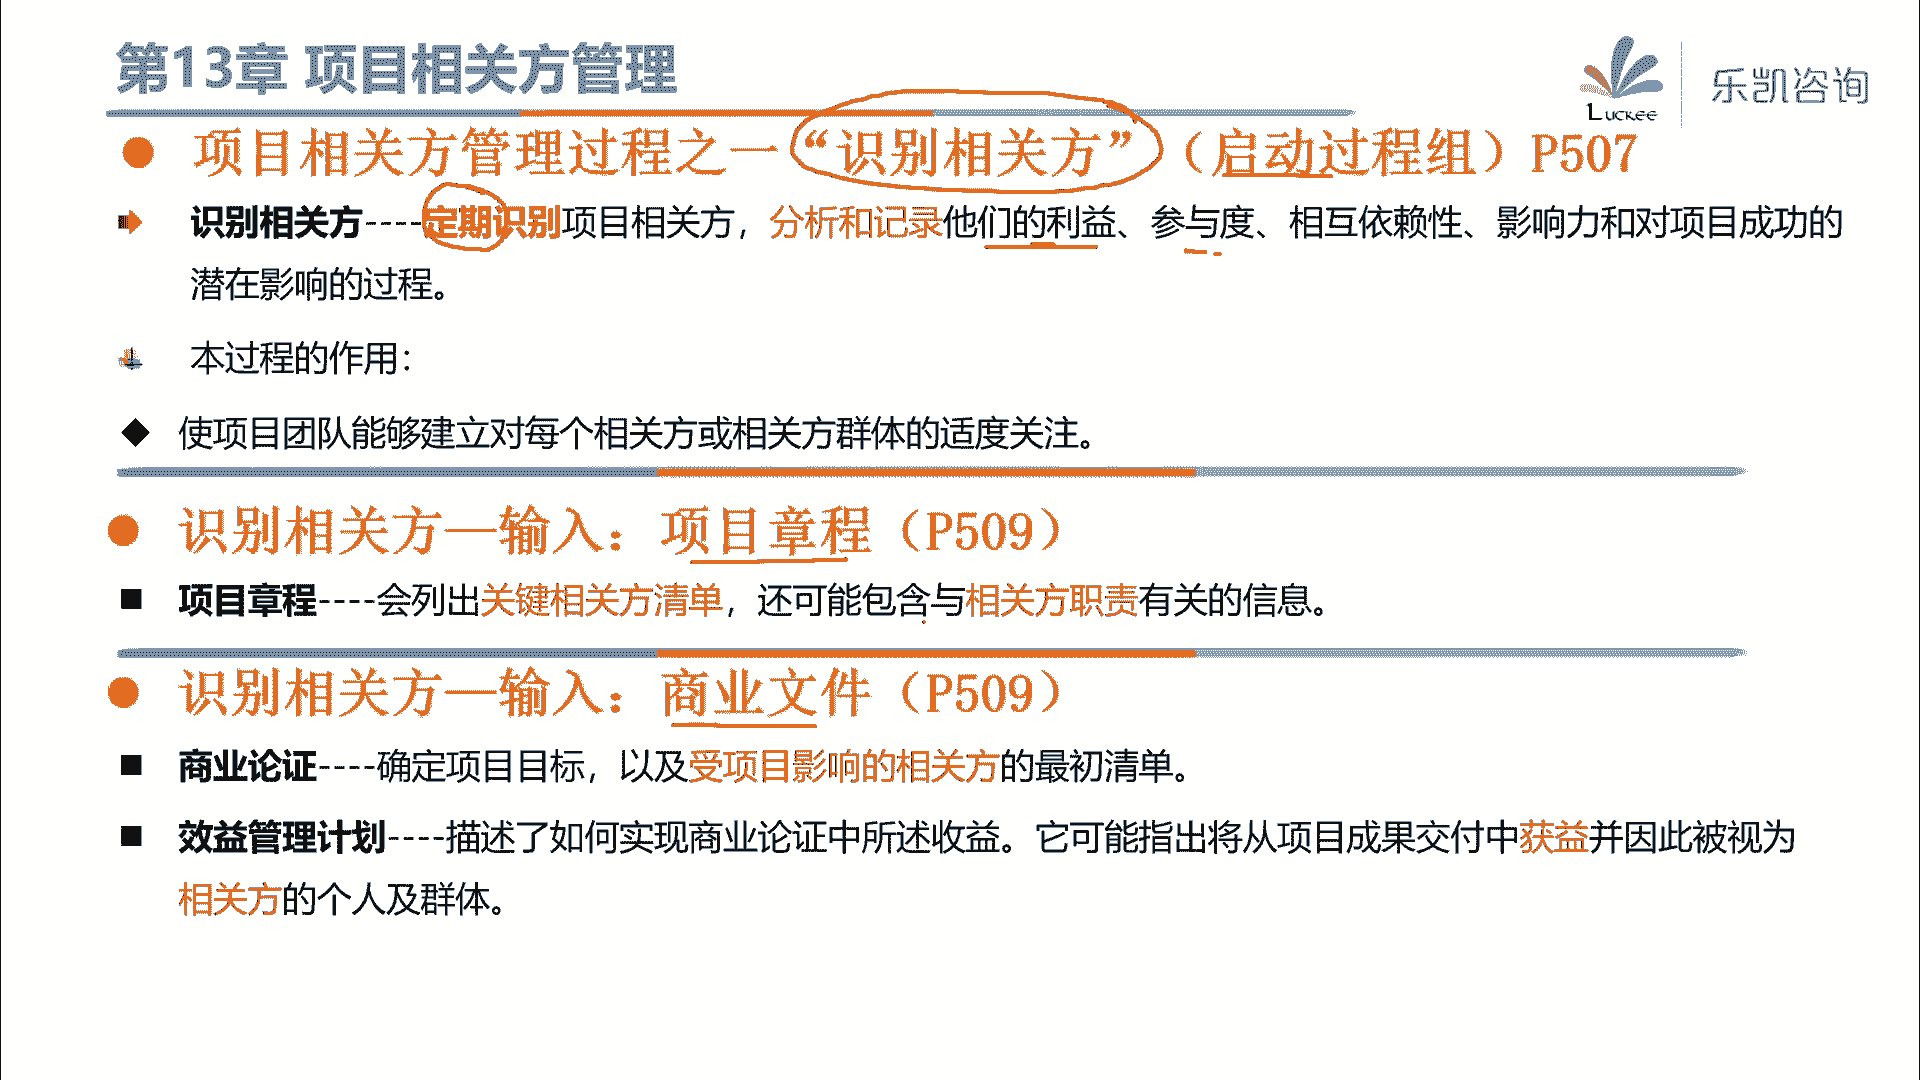 第13章 项目相关方管理
Luckee 乐凯咨询
项目相关方管理过程之一“识别相关方”（启动过程组）P507
识别相关方----定期识别项目相关方，分析和记录他们的利益、参与度、相互依赖性、影响力和对项目成功的
潜在影响的过程。
本过程的作用：
使项目团队能够建立对每个相关方或相关方群体的适度关注。
识别相关方—输入：项目章程（P509）
项目章程----会列出关键相关方清单，还可能包含与相关方职责有关的信息。
识别相关方—输入：商业文件（P509）
商业论证----确定项目目标，以及受项目影响的相关方的最初清单。
效益管理计划----描述了如何实现商业论证中所述收益。它可能指出将从项目成果交付中获益并因此被视为
相关方的个人及群体。